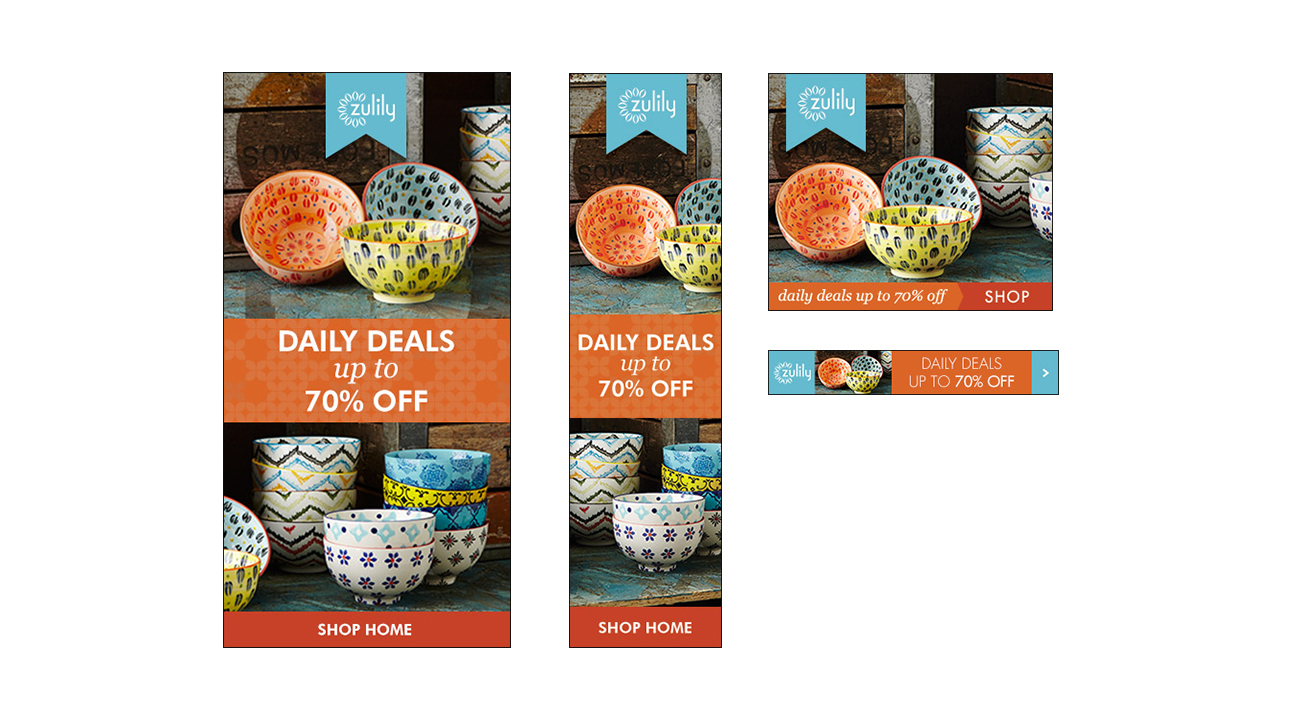 zulily
DAILY DEALS
up to
70% OFF
SHOP HOME
zulily
DAILY DEALS
up to
70% OFF
SHOP HOME
zulily
daily deals up to 70% off
SHOP
zulily
DAILY DEALS
UP TO 70% OFF